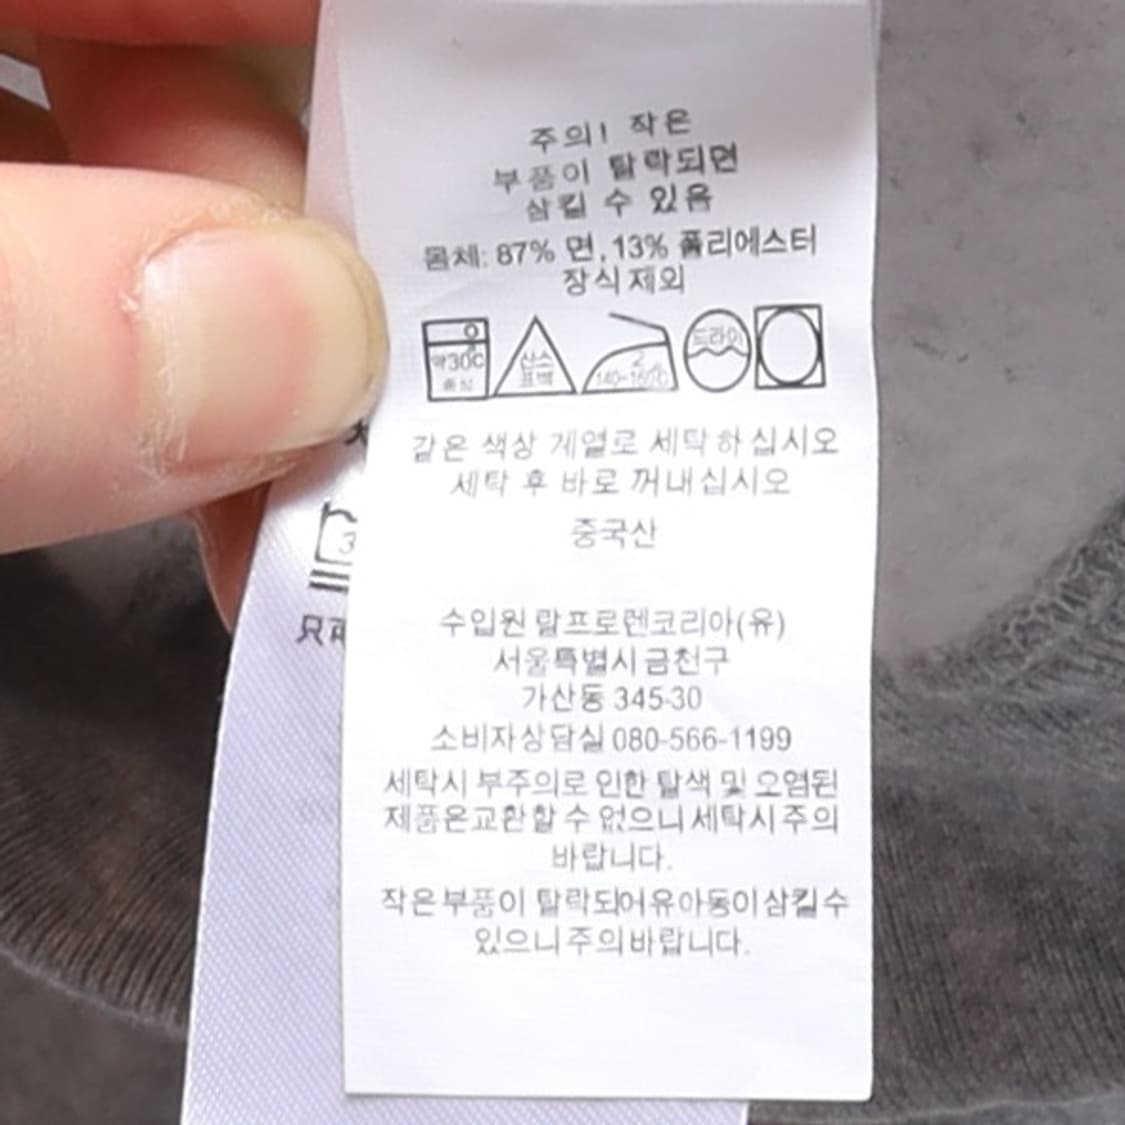 주의! 작은
부품이 탈락되면
삼킬 수 있음
몸체: 87% 면, 13% 폴리에스터
장식 제외
약30℃
중성
산소
표백
2
140~160℃
드라이
같은 색상 계열로 세탁 하 십시오
세탁 후 바로 꺼내십시오
중국산
수입원 랄프로렌코리아(유)
서울특별시 금천구
가산동 345-30
소비자상담실 080-566-1199
세탁시 부주의로 인한 탈색 및 오염된
제품은교환할 수 없으니 세탁시 주의
바랍니다.
작은 부품이 탈락되어 유아동이 삼킬 수
있으니 주의 바랍니다.
3
只可